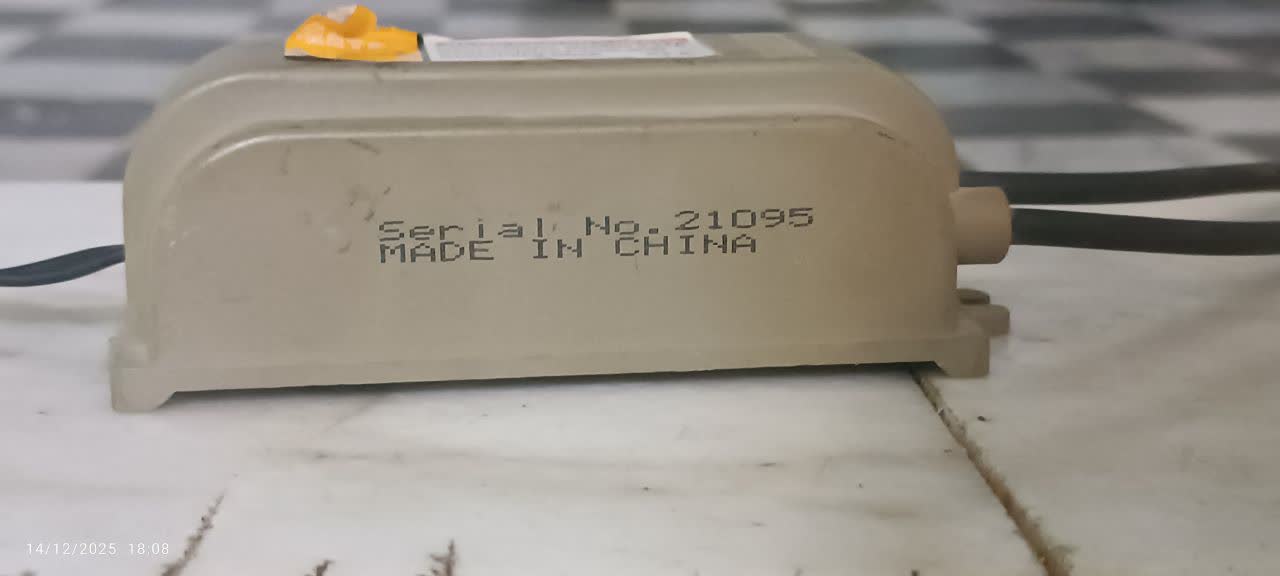 Serial No.21095
MADE IN CHINA
14/12/2025 18:08